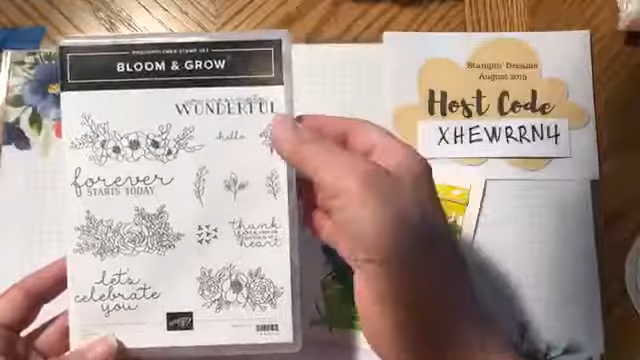 PHOTOPOLYMER STAMP SET
BLOOM & GROW
WONDERFUL
hello
forever
STARTS TODAY
thank
heart
let's
celebrate
you
Stampin' Dreams
August 2019
Host Code
XHEWRRN4